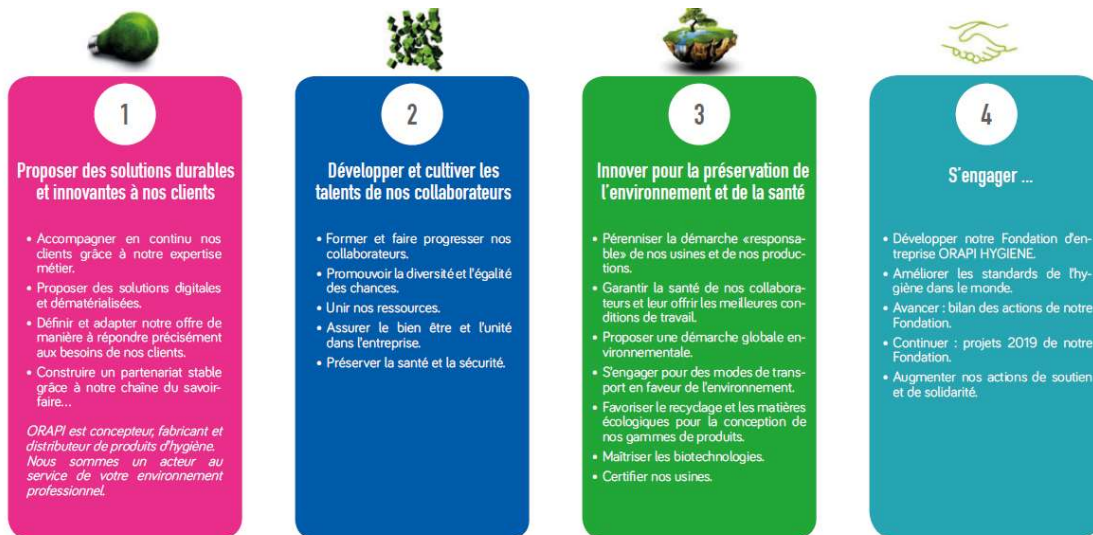 1
Proposer des solutions durables
et innovantes à nos clients
• Accompagner en continu nos
clients grâce à notre expertise
métier.
• Proposer des solutions digitales
et dématérialisées.
• Définir et adapter notre offre de
manière à répondre précisément
aux besoins de nos clients.
• Construire un partenariat stable
grâce à notre chaîne du savoir-
faire...
ORAPI est concepteur, fabricant et
distributeur de produits d'hygiène.
Nous sommes un acteur au
service de votre environnement
professionnel.
2
Développer et cultiver les
talents de nos collaborateurs
• Former et faire progresser nos
collaborateurs.
• Promouvoir la diversité et l'égalité
des chances.
• Unir nos ressources.
• Assurer le bien être et l'unité
dans l'entreprise.
• Préserver la santé et la sécurité.
3
Innover pour la préservation de
l'environnement et de la santé
• Pérenniser la démarche «responsa-
ble» de nos usines et de nos produc-
tions.
• Garantir la santé de nos collabora-
teurs et leur offrir les meilleures con-
ditions de travail.
• Proposer une démarche globale en-
vironnementale.
• S'engager pour des modes de trans-
port en faveur de l'environnement.
• Favoriser le recyclage et les matières
écologiques pour la conception de
nos gammes de produits.
• Maîtriser les biotechnologies.
• Certifier nos usines.
4
S'engager ...
• Développer notre Fondation d'en-
treprise ORAPI HYGIENE.
• Améliorer les standards de l'hy-
giène dans le monde.
• Avancer : bilan des actions de notre
Fondation.
• Continuer : projets 2019 de notre
Fondation.
• Augmenter nos actions de soutien
et de solidarité.